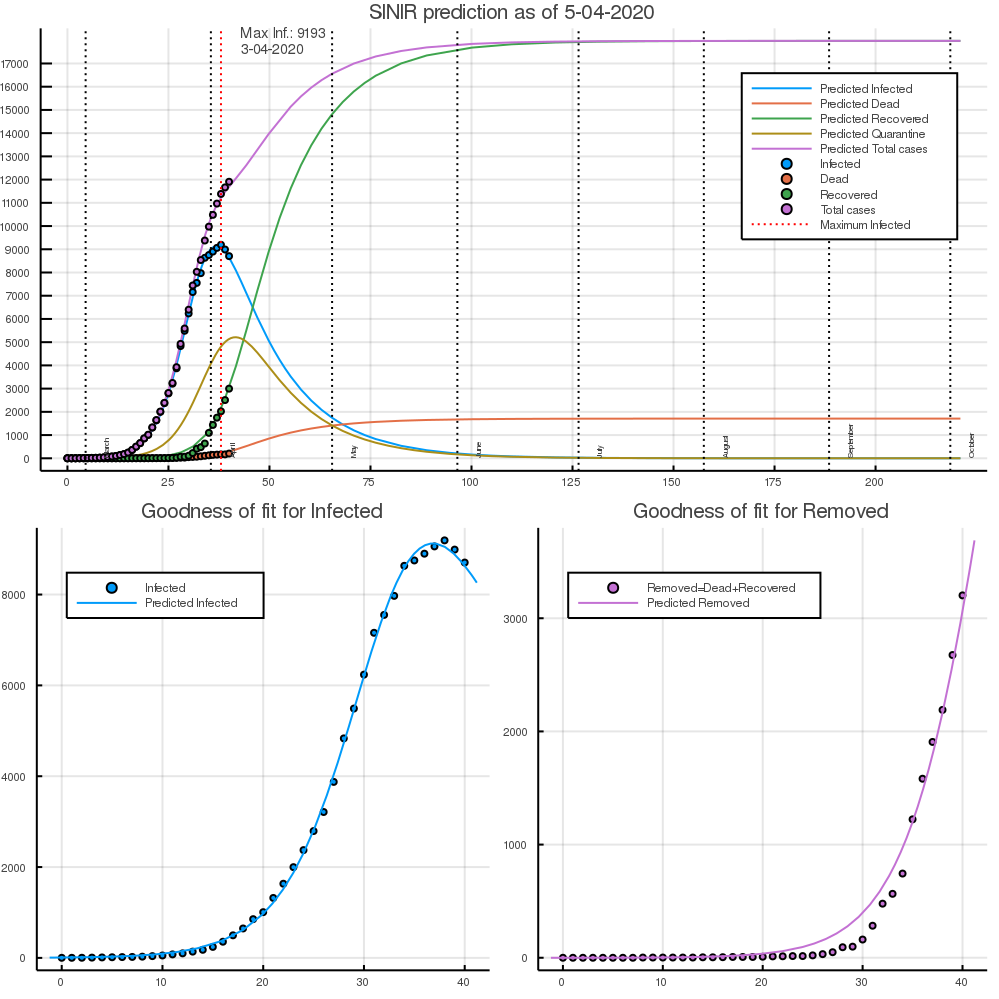 SINIR prediction as of 5-04-2020
Max Inf.: 9193
3-04-2020
17000
16000
15000
14000
13000
12000
11000
10000
9000
8000
7000
6000
5000
4000
3000
2000
1000
0
Predicted Infected
Predicted Dead
Predicted Recovered
Predicted Quarantine
Predicted Total cases
Infected
Dead
Recovered
Total cases
Maximum Infected
March
April
May
June
July
August
September
October
0 25 50 75 100 125 150 175 200
Goodness of fit for Infected
Infected
Predicted Infected
8000
6000
4000
2000
0
0 10 20 30 40
Goodness of fit for Removed
Removed=Dead+Recovered
Predicted Removed
3000
2000
1000
0
0 10 20 30 40